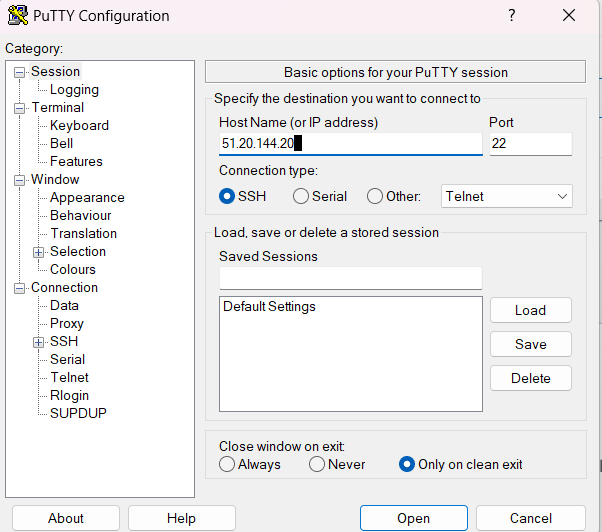 PuTTY Configuration
?
Category:
Session
Logging
Terminal
Keyboard
Bell
Features
Window
Appearance
Behaviour
Translation
Selection
Colours
Connection
Data
Proxy
SSH
Serial
Telnet
Rlogin
SUPDUP
Basic options for your PuTTY session
Specify the destination you want to connect to
Host Name (or IP address) Port
51.20.144.20 22
Connection type:
SSH Serial Other: Telnet
Load, save or delete a stored session
Saved Sessions
Default Settings
Load
Save
Delete
Close window on exit:
Always Never Only on clean exit
About Help Open Cancel